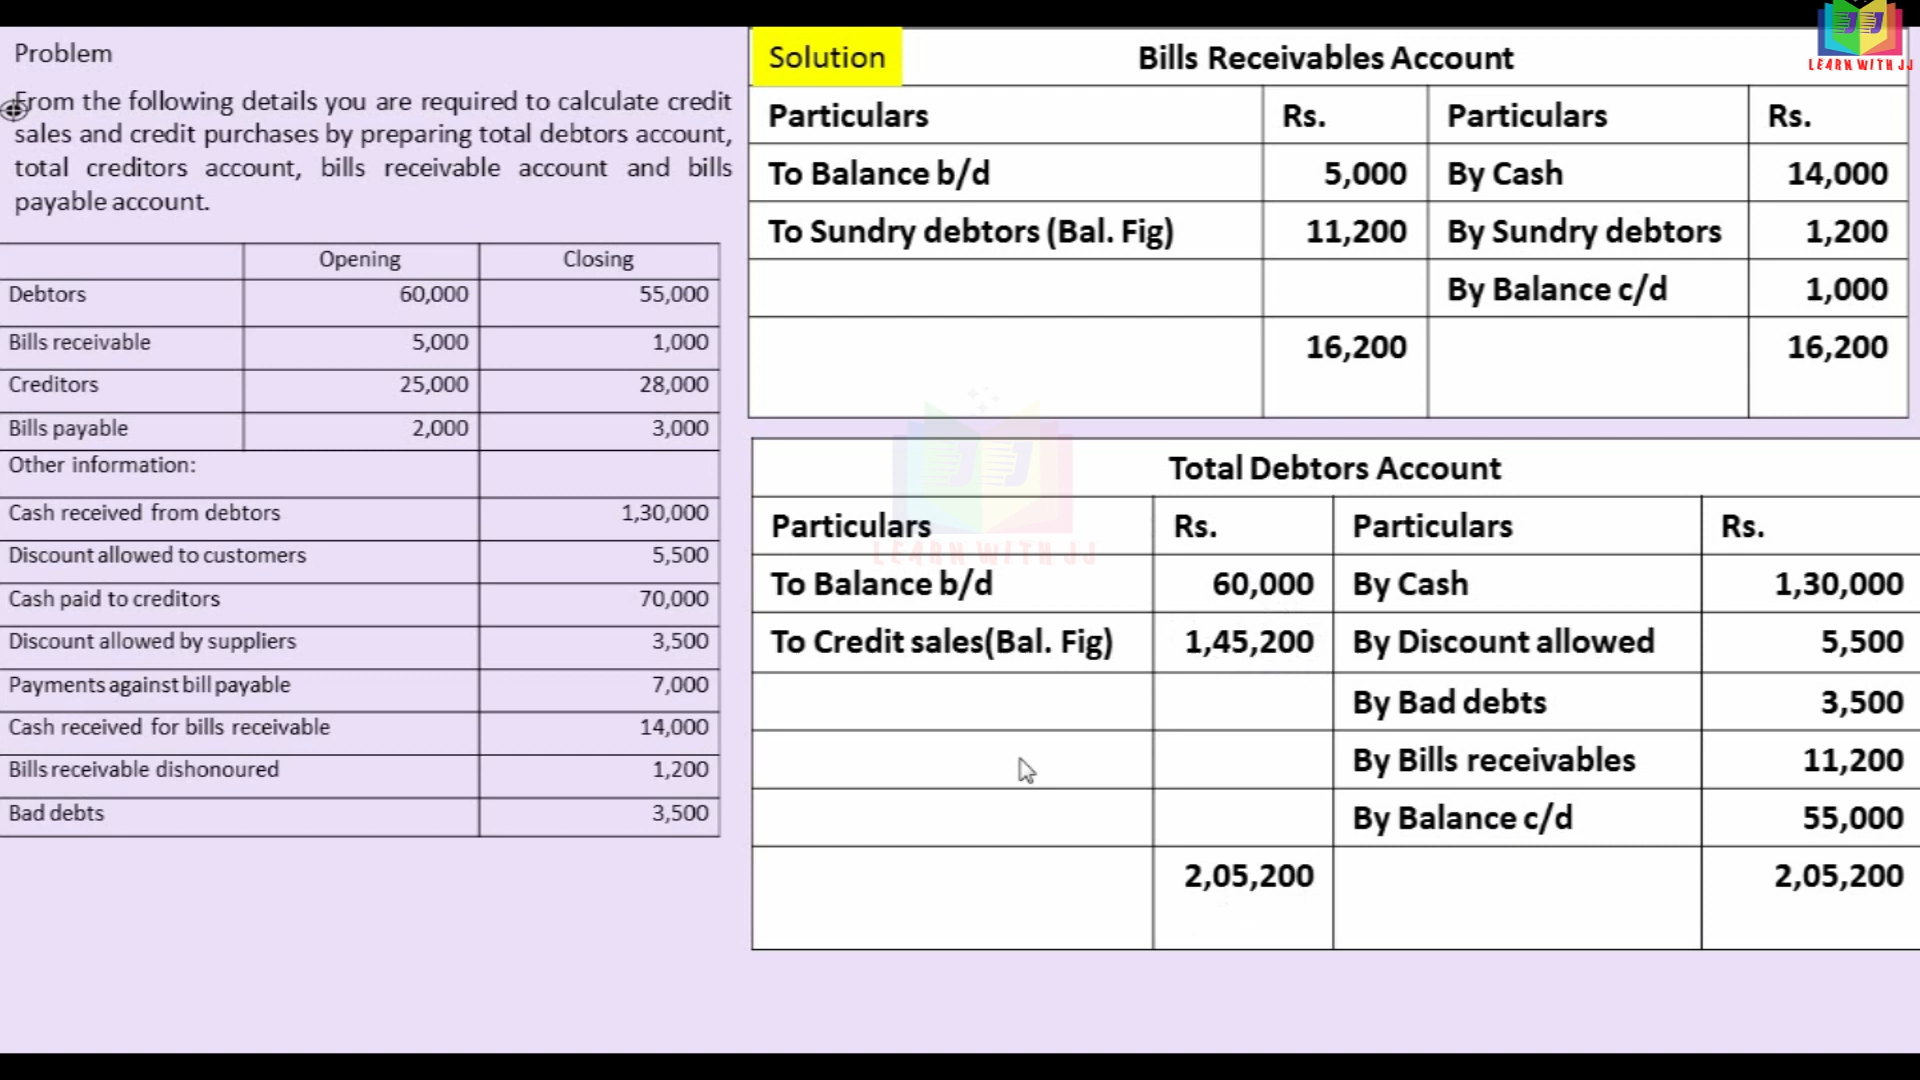 Problem
From the following details you are required to calculate credit
sales and credit purchases by preparing total debtors account,
total creditors account, bills receivable account and bills
payable account.
Opening Closing
Debtors 60,000 55,000
Bills receivable 5,000 1,000
Creditors 25,000 28,000
Bills payable 2,000 3,000
Other information:
Cash received from debtors 1,30,000
Discount allowed to customers 5,500
Cash paid to creditors 70,000
Discount allowed by suppliers 3,500
Payments against bill payable 7,000
Cash received for bills receivable 14,000
Bills receivable dishonoured 1,200
Bad debts 3,500
Solution Bills Receivables Account
Particulars Rs. Particulars Rs.
To Balance b/d 5,000 By Cash 14,000
To Sundry debtors (Bal. Fig) 11,200 By Sundry debtors 1,200
By Balance c/d 1,000
16,200 16,200
Total Debtors Account
Particulars Rs. Particulars Rs.
To Balance b/d 60,000 By Cash 1,30,000
To Credit sales(Bal. Fig) 1,45,200 By Discount allowed 5,500
By Bad debts 3,500
By Bills receivables 11,200
By Balance c/d 55,000
2,05,200 2,05,200
JJ
LEARN WITH JJ
JJ
LEARN WITH JJ